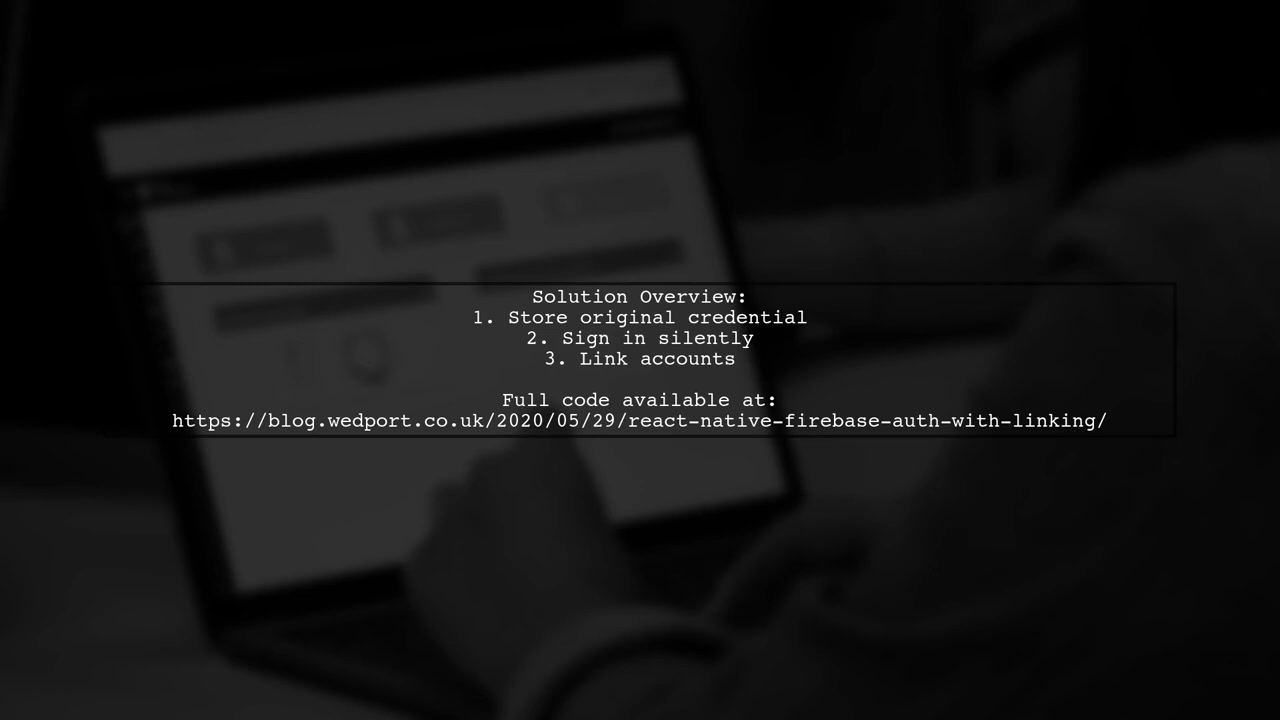 Solution Overview:
1. Store original credential
2. Sign in silently
3. Link accounts
Full code available at:
https://blog.wedport.co.uk/2020/05/29/react-native-firebase-auth-with-linking/